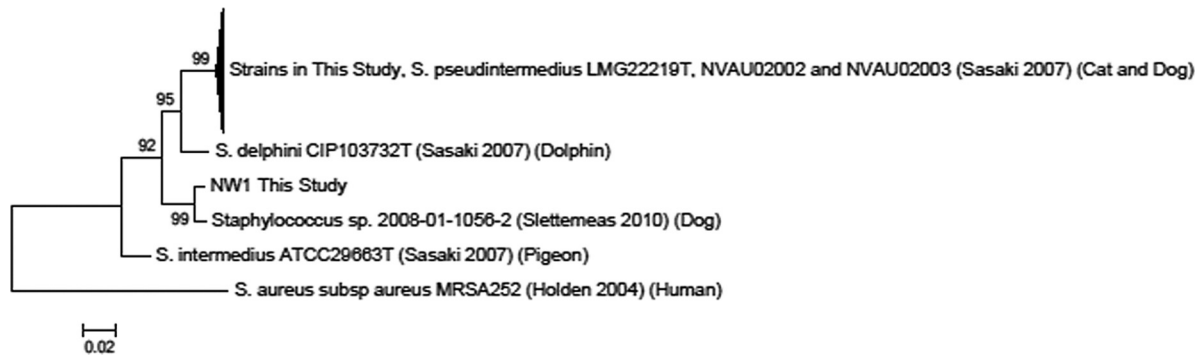 99
Strains in This Study, S. pseudintermedius LMG22219T, NVAU02002 and NVAU02003 (Sasaki 2007) (Cat and Dog)
95
92
S. delphini CIP103732T (Sasaki 2007) (Dolphin)
NW1 This Study
99
Staphylococcus sp. 2008-01-1056-2 (Slettemeas 2010) (Dog)
S. intermedius ATCC29663T (Sasaki 2007) (Pigeon)
S. aureus subsp aureus MRSA252 (Holden 2004) (Human)
0.02